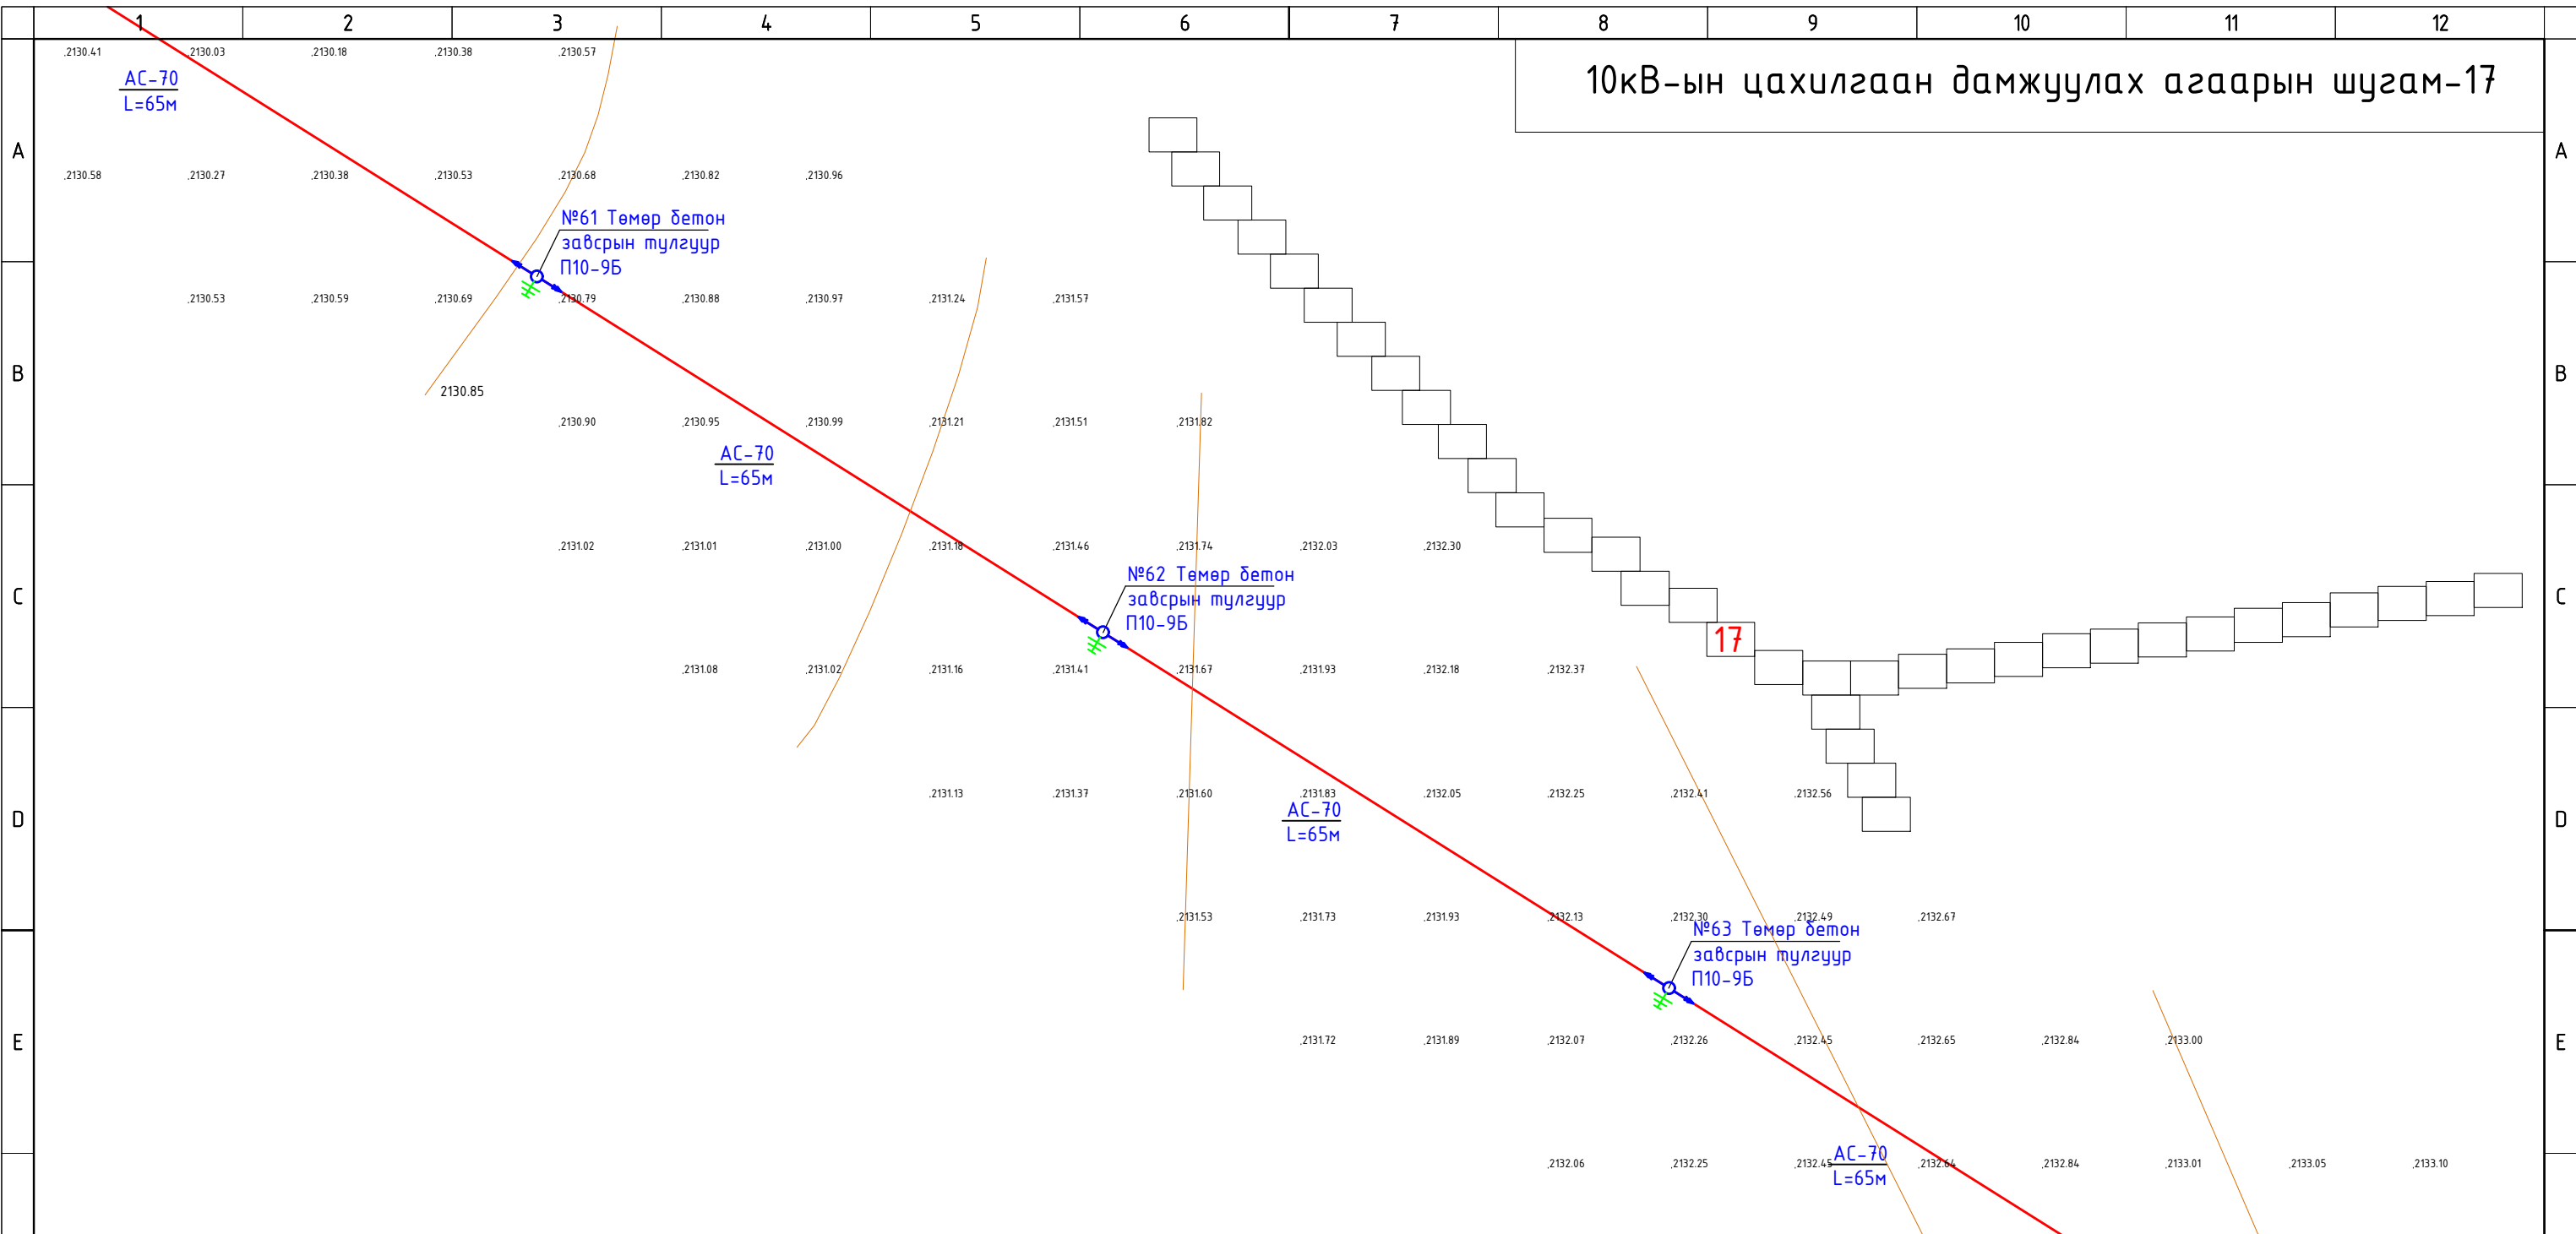 1 2 3 4 5 6 7 8 9 10 11 12
10кВ-ын цахилгаан дамжуулах агаарын шугам-17
.2130.41 .2130.03 .2130.18 .2130.38 .2130.57
АС-70
L=65м
A A
.2130.58 .2130.27 .2130.38 .2130.53 .2130.68 .2130.82 .2130.96
№61 Төмөр бетон
завсрын тулгуур
П10-9Б
.2130.53 .2130.59 .2130.69 .2130.79 .2130.88 .2130.97 .2131.24 .2131.57
B B
2130.85
.2130.90 .2130.95 .2130.99 .2131.21 .2131.51 .2131.82
АС-70
L=65м
.2131.02 .2131.01 .2131.00 .2131.18 .2131.46 .2131.74 .2132.03 .2132.30
№62 Төмөр бетон
завсрын тулгуур
П10-9Б
C C
17
.2131.08 .2131.02 .2131.16 .2131.41 .2131.67 .2131.93 .2132.18 .2132.37
.2131.13 .2131.37 .2131.60 .2131.83 .2132.05 .2132.25 .2132.41 .2132.56
АС-70
L=65м
D D
.2131.53 .2131.73 .2131.93 .2132.13 .2132.30 .2132.49 .2132.67
№63 Төмөр бетон
завсрын тулгуур
П10-9Б
.2131.72 .2131.89 .2132.07 .2132.26 .2132.45 .2132.65 .2132.84 .2133.00
E E
.2132.06 .2132.25 .2132.45 .2132.64 .2132.84 .2133.01 .2133.05 .2133.10
АС-70
L=65м